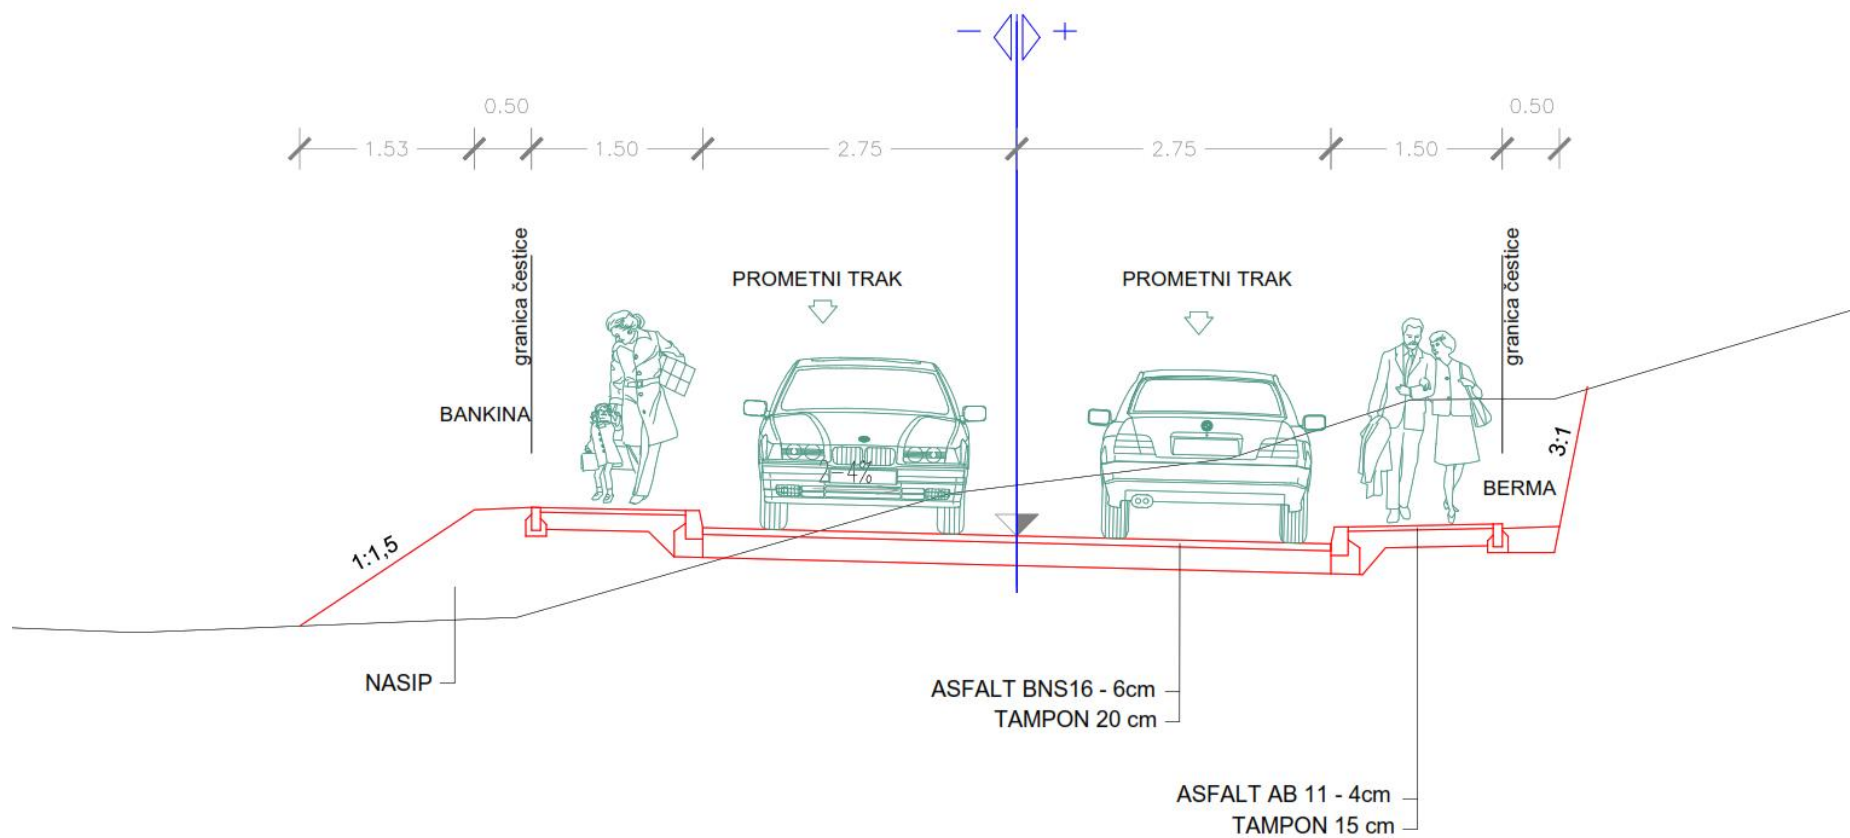 - +
0.50
0.50
1.53
1.50
2.75
2.75
1.50
granica čestice
granica čestice
PROMETNI TRAK
PROMETNI TRAK
BANKINA
2-4%
3:1
BERMA
1:1,5
NASIP
ASFALT BNS16 - 6cm
TAMPON 20 cm
ASFALT AB 11 - 4cm
TAMPON 15 cm